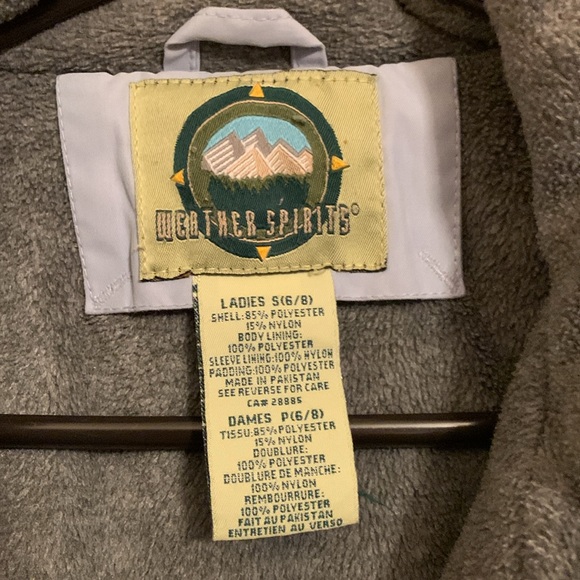 WEATHER SPIRITS®
LADIES S(6/8)
SHELL:85% POLYESTER
15% NYLON
BODY LINING:
100% POLYESTER
SLEEVE LINING:100% NYLON
PADDING:100% POLYESTER
MADE IN PAKISTAN
SEE REVERSE FOR CARE
CA# 28885
DAMES P(6/8)
TISSU:85% POLYESTER
15% NYLON
DOUBLURE:
100% POLYESTER
DOUBLURE DE MANCHE:
100% NYLON
REMBOURRURE:
100% POLYESTER
FAIT AU PAKISTAN
ENTRETIEN AU VERSO